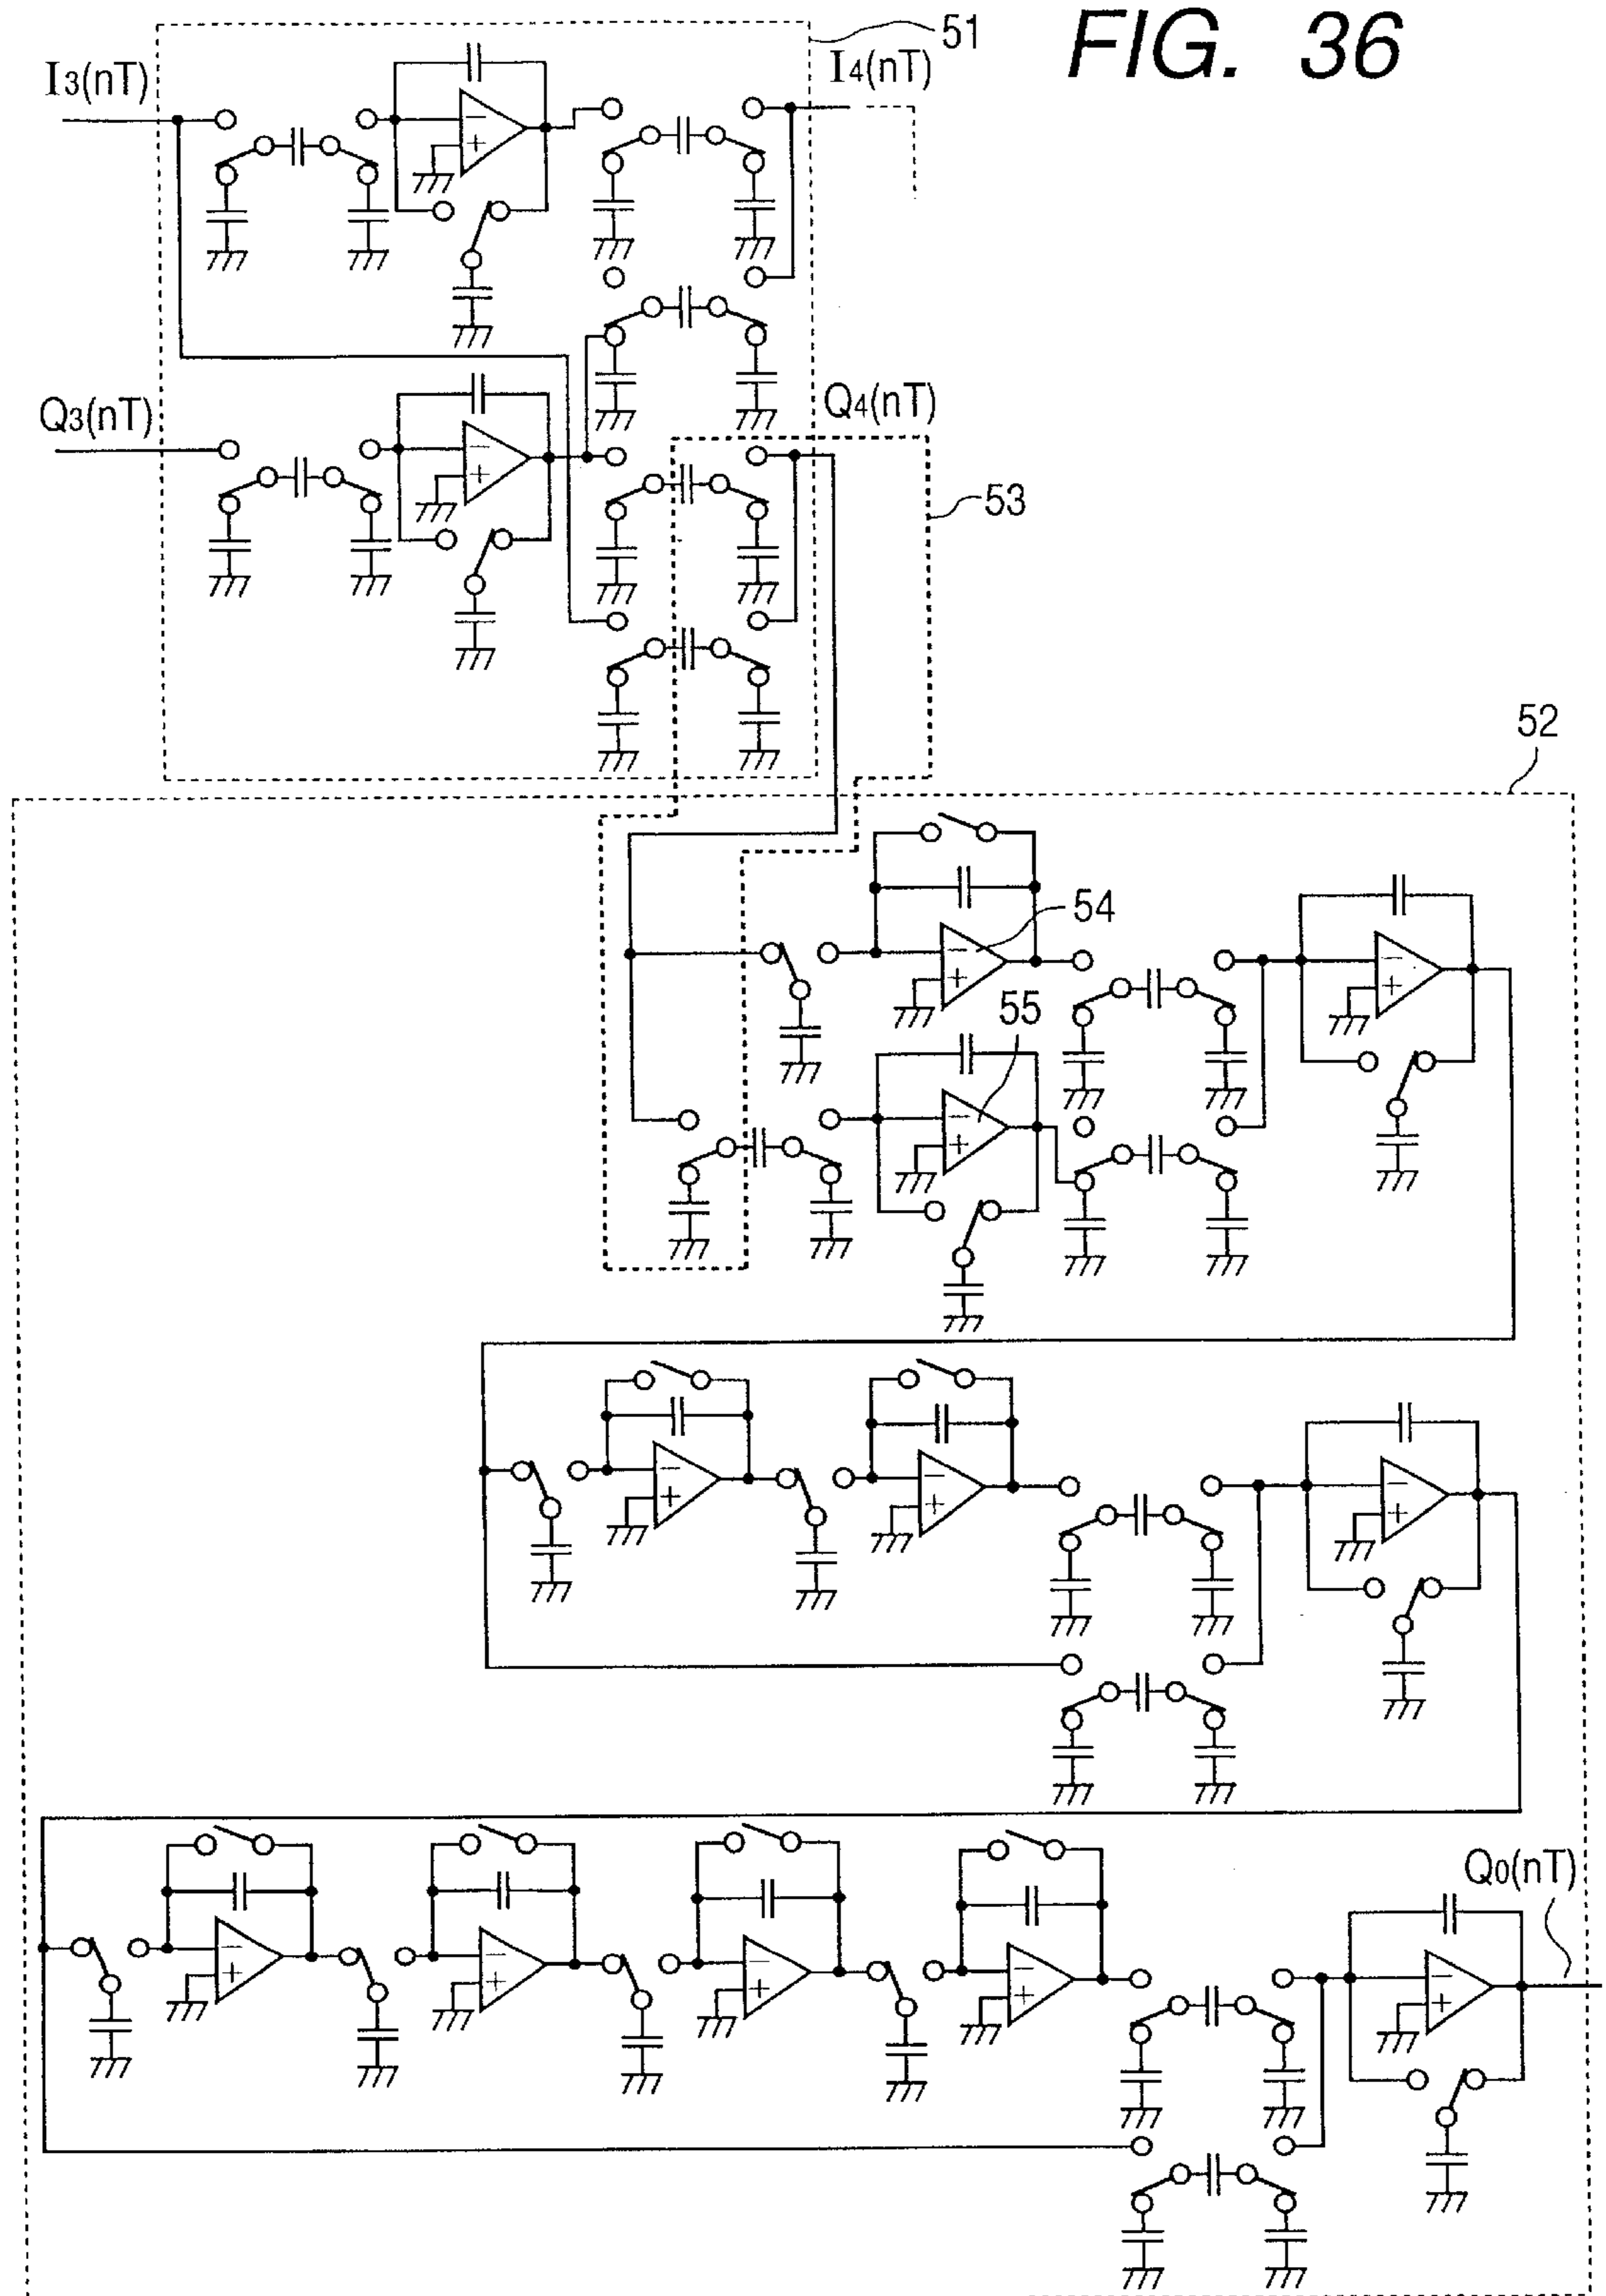 FIG. 36
51
I3(nT)
I4(nT)
Q3(nT)
Q4(nT)
53
52
54
55
Q0(nT)